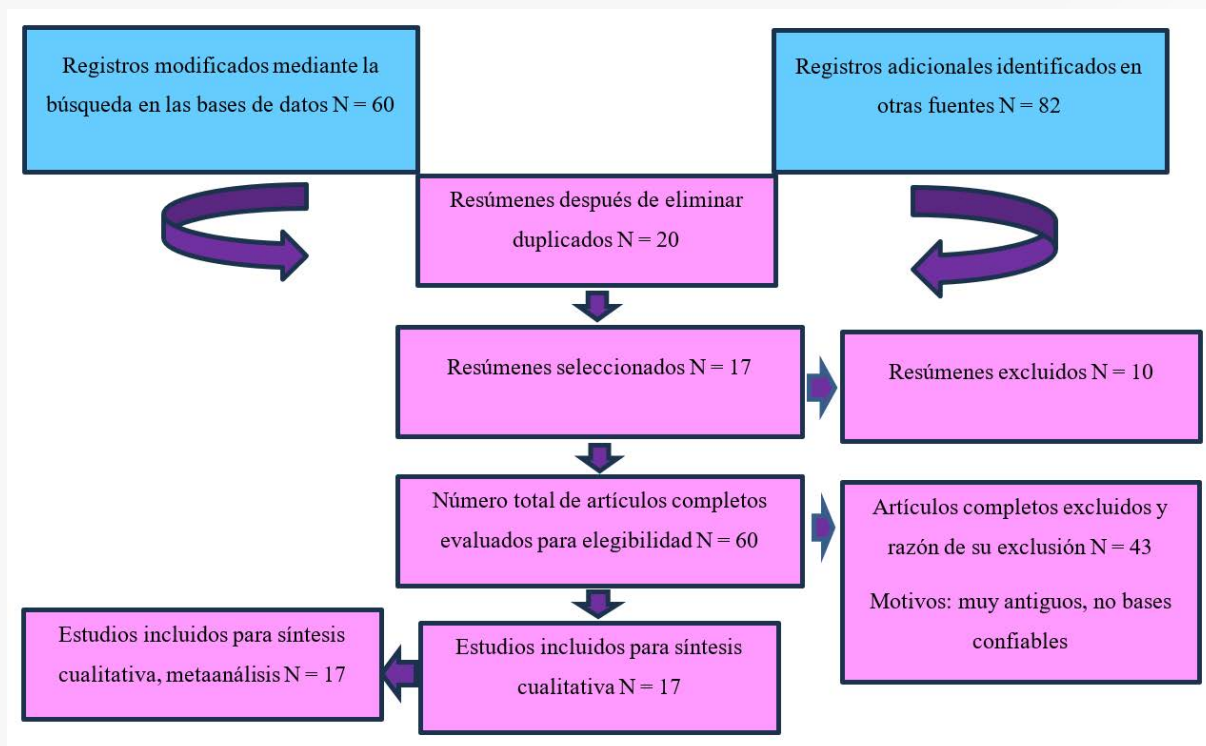 Registros modificados mediante la
búsqueda en las bases de datos N = 60
Registros adicionales identificados en
otras fuentes N = 82
Resúmenes después de eliminar
duplicados N = 20
Resúmenes seleccionados N = 17
Resúmenes excluidos N = 10
Número total de artículos completos
evaluados para elegibilidad N = 60
Artículos completos excluidos y
razón de su exclusión N = 43
Motivos: muy antiguos, no bases
confiables
Estudios incluidos para síntesis
cualitativa, metaanálisis N = 17
Estudios incluidos para síntesis
cualitativa N = 17